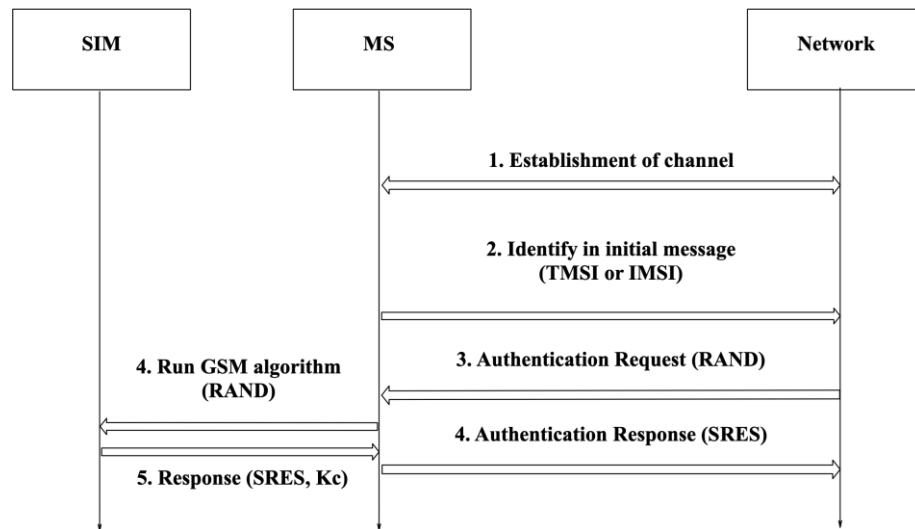 SIM
MS
Network
1. Establishment of channel
2. Identify in initial message
(TMSI or IMSI)
3. Authentication Request (RAND)
4. Run GSM algorithm
(RAND)
4. Authentication Response (SRES)
5. Response (SRES, Kc)